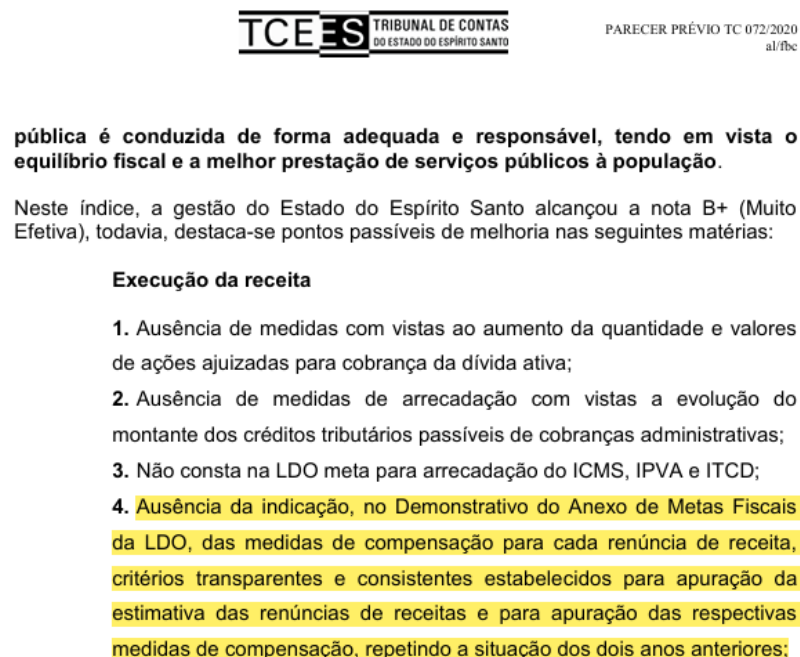 TCEES TRIBUNAL DE CONTAS
DO ESTADO DO ESPÍRITO SANTO
PARECER PRÉVIO TC 072/2020
al/fbc
pública é conduzida de forma adequada e responsável, tendo em vista o
equilíbrio fiscal e a melhor prestação de serviços públicos à população.
Neste índice, a gestão do Estado do Espírito Santo alcançou a nota B+ (Muito
Efetiva), todavia, destaca-se pontos passíveis de melhoria nas seguintes matérias:
Execução da receita
1. Ausência de medidas com vistas ao aumento da quantidade e valores
de ações ajuizadas para cobrança da dívida ativa;
2. Ausência de medidas de arrecadação com vistas a evolução do
montante dos créditos tributários passíveis de cobranças administrativas;
3. Não consta na LDO meta para arrecadação do ICMS, IPVA e ITCD;
4. Ausência da indicação, no Demonstrativo do Anexo de Metas Fiscais
da LDO, das medidas de compensação para cada renúncia de receita,
critérios transparentes e consistentes estabelecidos para apuração da
estimativa das renúncias de receitas e para apuração das respectivas
medidas de compensação, repetindo a situação dos dois anos anteriores;